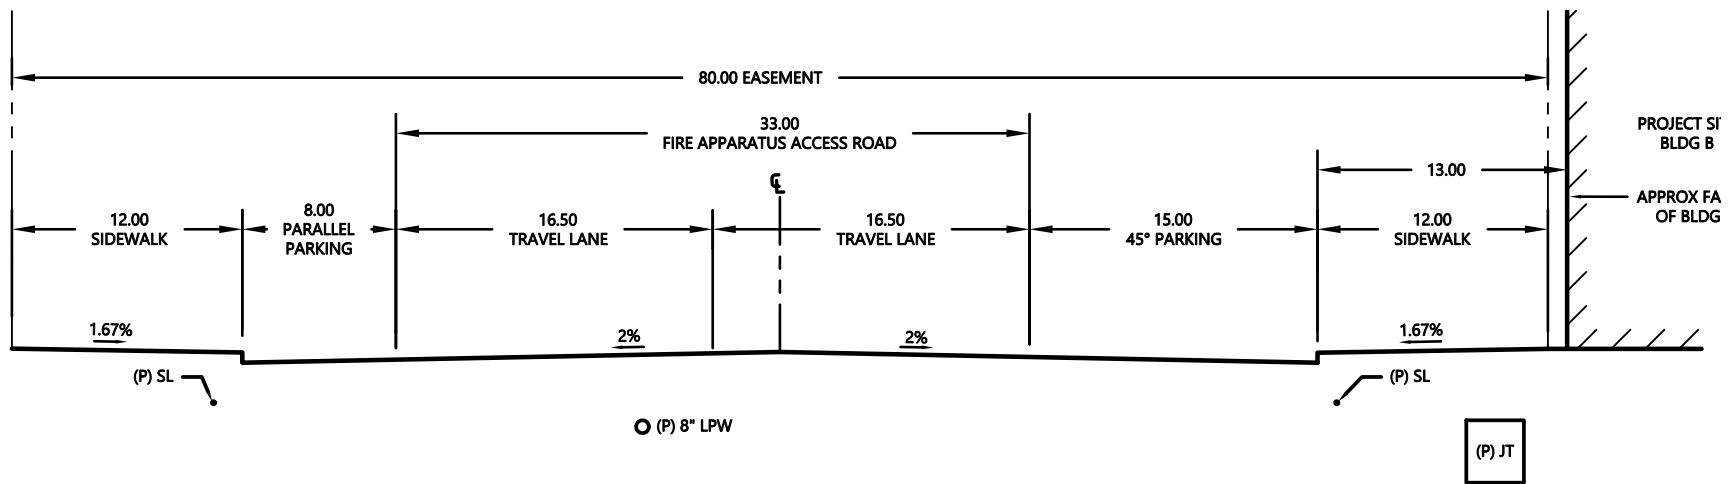 80.00 EASEMENT
33.00
FIRE APPARATUS ACCESS ROAD
PROJECT SIT
BLDG B
℄
13.00
APPROX FA
OF BLDG
12.00
SIDEWALK
8.00
PARALLEL
PARKING
16.50
TRAVEL LANE
16.50
TRAVEL LANE
15.00
45° PARKING
12.00
SIDEWALK
1.67%
2%
2%
1.67%
(P) SL
(P) SL
(P) 8" LPW
(P) JT